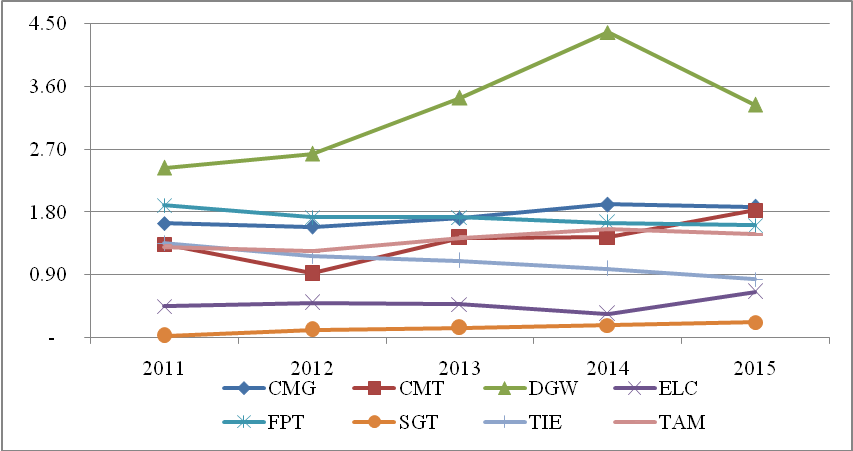 4.50
3.60
2.70
1.80
0.90
-
2011 2012 2013 2014 2015
CMG CMT DGW ELC
FPT SGT TIE TAM